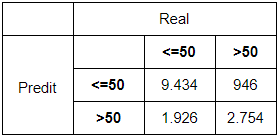 Real
<=50 >50
Predit
<=50 9.434 946
>50 1.926 2.754